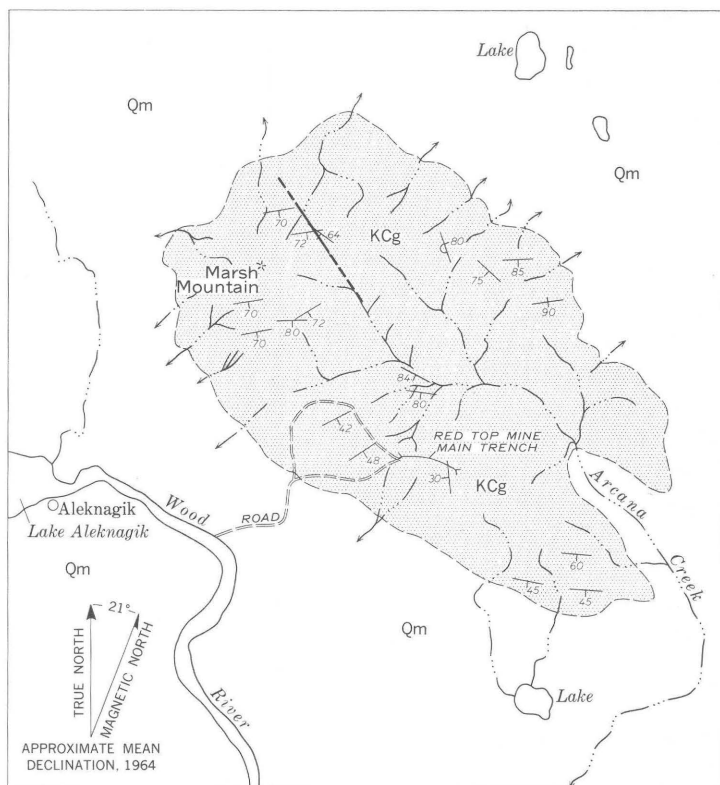 Lake
Qm
Qm
70
72
64
KCg
80
75
85
90
Marsh
Mountain
70
70
80
72
84
80
42
48
RED TOP MINE
MAIN TRENCH
30
KCg
Arcana
Creek
60
45
45
Wood
River
ROAD
Aleknagik
Lake Aleknagik
Qm
Qm
Lake
21°
TRUE NORTH
MAGNETIC NORTH
APPROXIMATE MEAN
DECLINATION, 1964